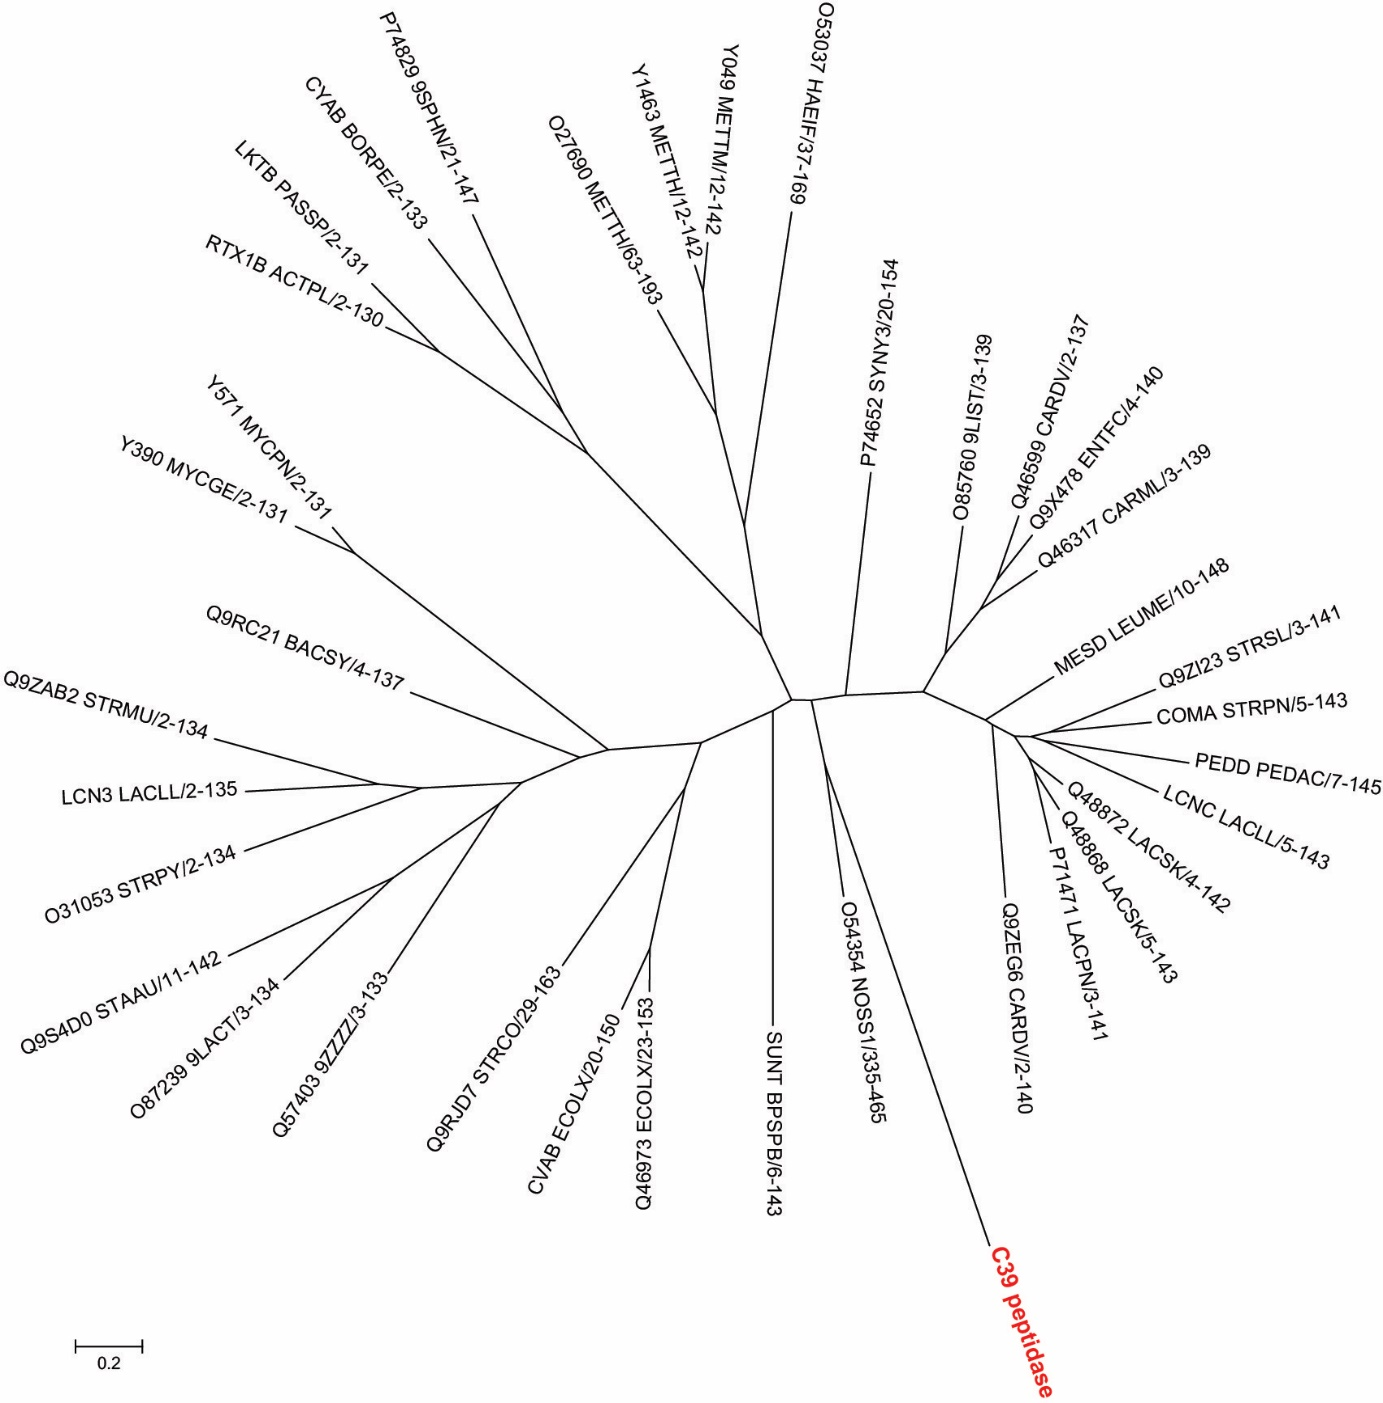 O53037 HAEIF/37-169
P74829 9SPHN/21-147
Y049 METTM/12-142
Y1463 METTH/12-142
CYAB BORPE/2-133
O27690 METTH/63-193
LKTB PASSP/2-131
RTX1B ACTPL/2-130
P74652 SYNY3/20-154
Q46599 CARDV/2-137
O85760 9LIST/3-139
Q9X478 ENTFC/4-140
Q46317 CARML/3-139
Y571 MYCPN/2-131
Y390 MYCGE/2-131
MESD LEUME/10-148
Q9RC21 BACSY/4-137
Q9ZI23 STRSL/3-141
Q9ZAB2 STRMU/2-134
COMA STRPN/5-143
PEDD PEDAC/7-145
LCN3 LACLL/2-135
LCNC LACLL/5-143
Q48872 LACSK/4-142
Q48868 LACSK/5-143
P71471 LACPN/3-141
O31053 STRPY/2-134
Q9ZEG6 CARDV/2-140
O54354 NOSS1/335-465
Q9S4D0 STAAU/11-142
O87239 9LACT/3-134
Q57403 9ZZZZ/3-133
Q9RJD7 STRCO/29-163
CVAB ECOLX/20-150
Q46973 ECOLX/23-153
SUNT BPSPB/6-143
C39 peptidase
0.2